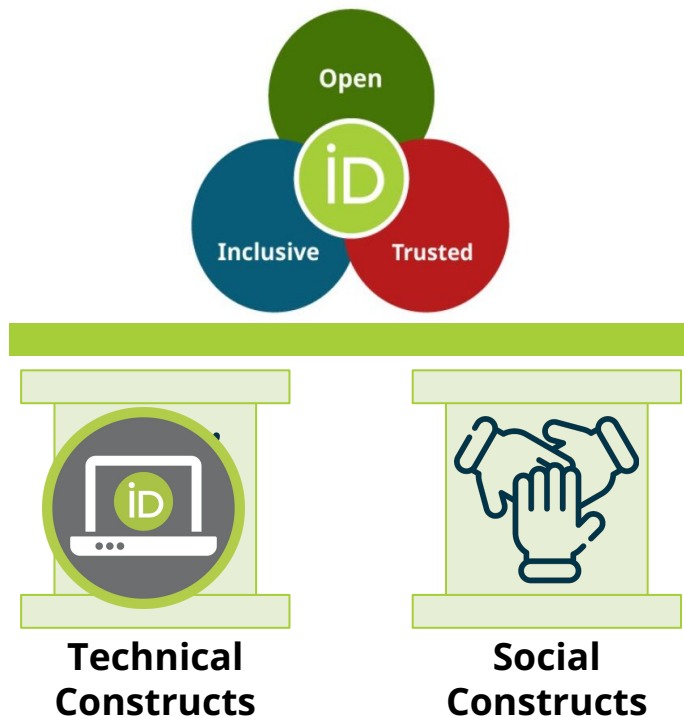 Open
iD
Inclusive
Trusted
iD
Technical
Constructs
Social
Constructs